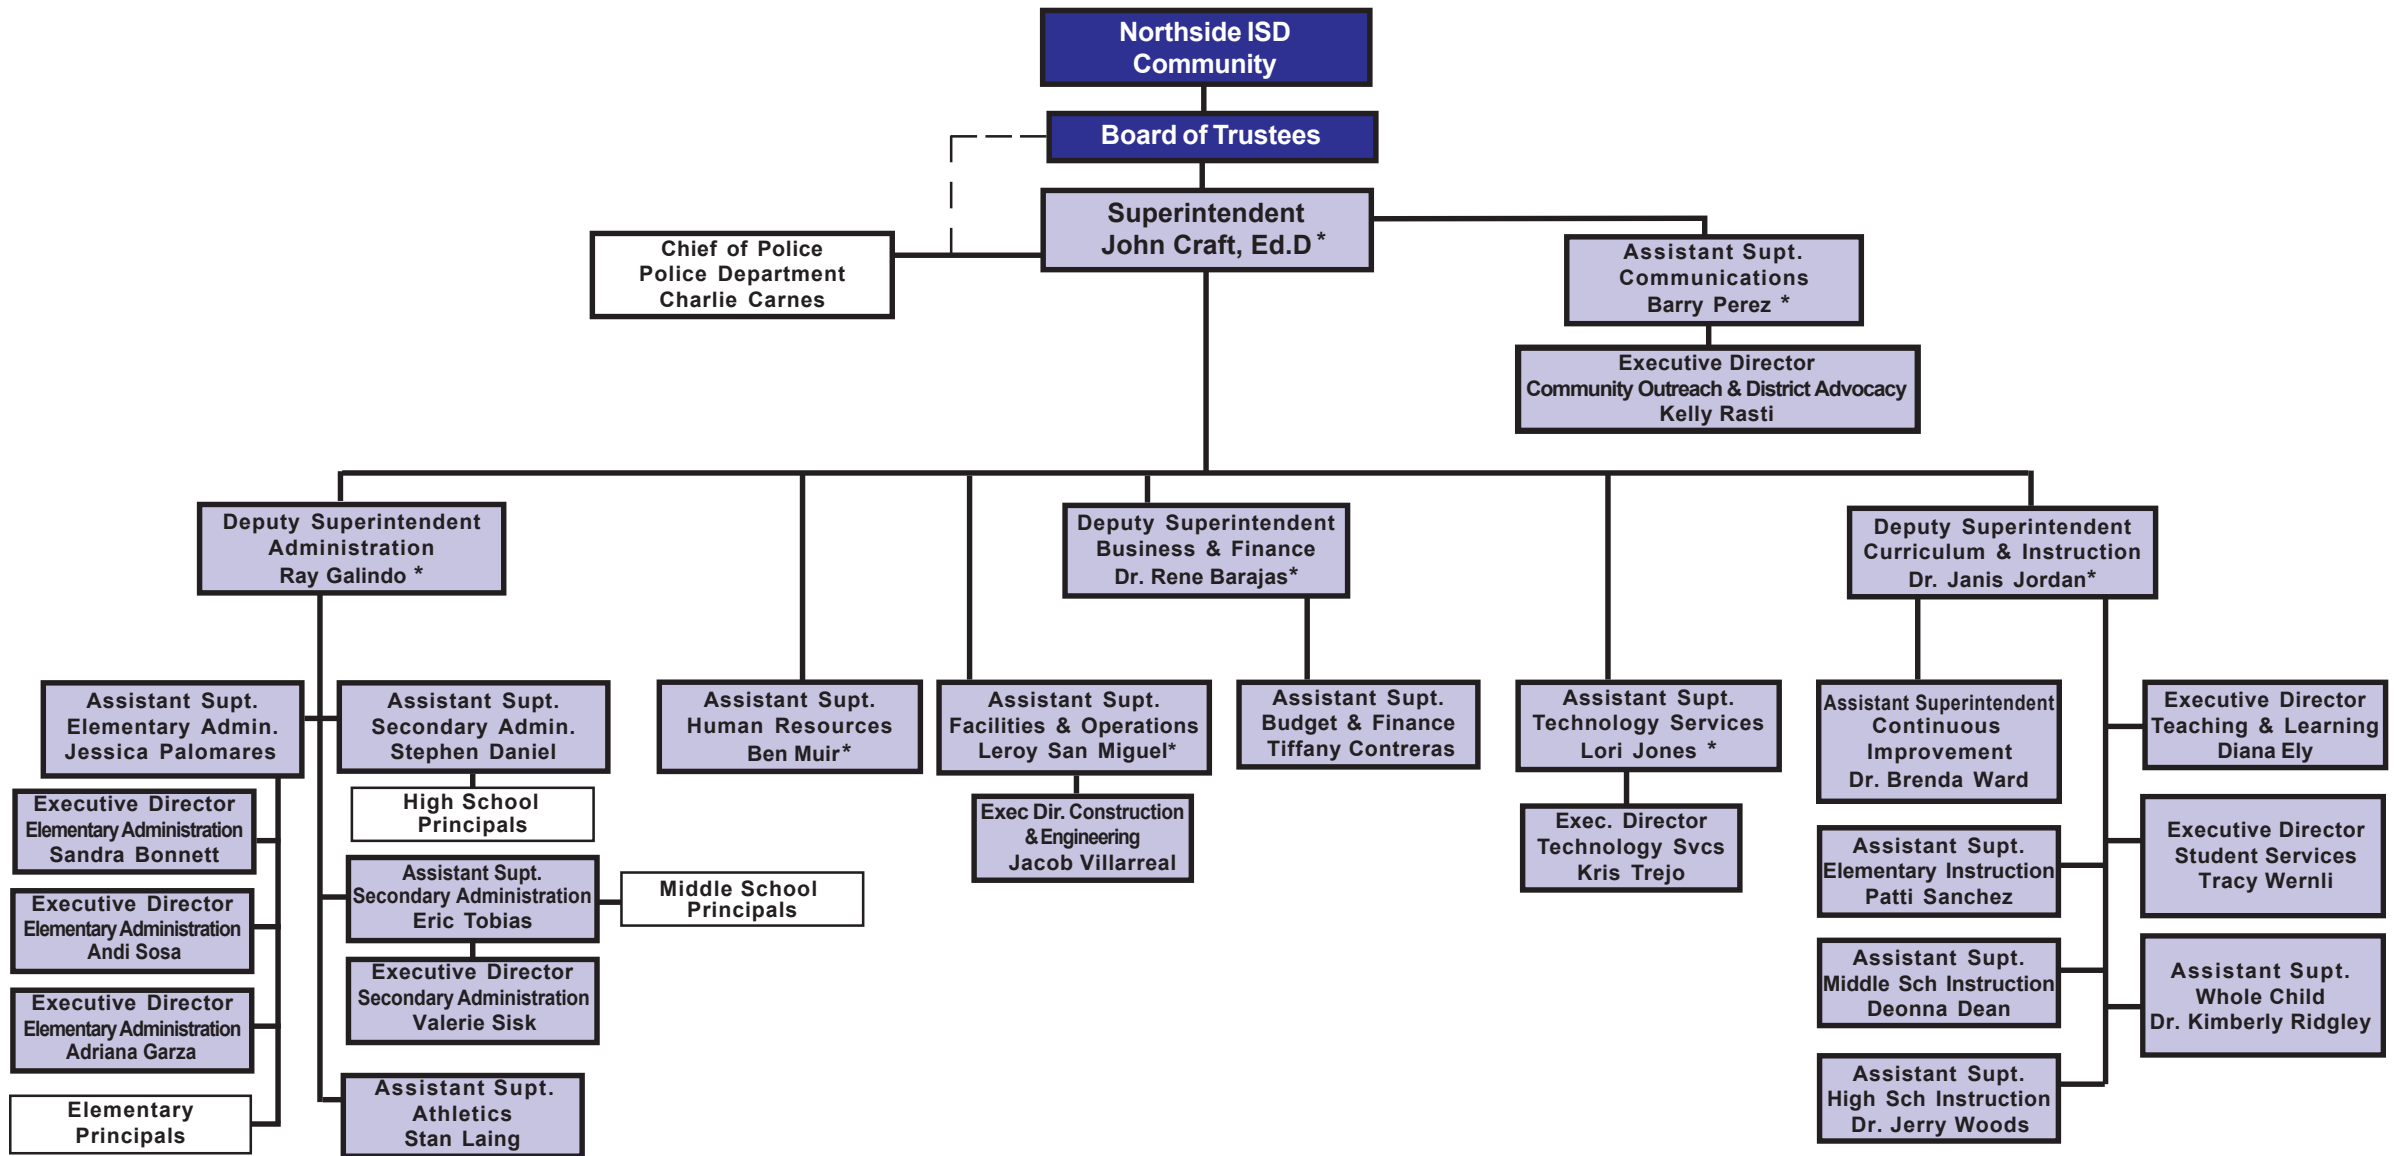 Northside ISD
Community
Board of Trustees
Superintendent
John Craft, Ed.D *
Chief of Police
Police Department
Charlie Carnes
Assistant Supt.
Communications
Barry Perez *
Executive Director
Community Outreach & District Advocacy
Kelly Rasti
Deputy Superintendent
Administration
Ray Galindo *
Deputy Superintendent
Business & Finance
Dr. Rene Barajas*
Deputy Superintendent
Curriculum & Instruction
Dr. Janis Jordan*
Assistant Supt.
Elementary Admin.
Jessica Palomares
Assistant Supt.
Secondary Admin.
Stephen Daniel
Assistant Supt.
Human Resources
Ben Muir*
Assistant Supt.
Facilities & Operations
Leroy San Miguel*
Assistant Supt.
Budget & Finance
Tiffany Contreras
Assistant Supt.
Technology Services
Lori Jones *
Assistant Superintendent
Continuous
Improvement
Dr. Brenda Ward
Executive Director
Teaching & Learning
Diana Ely
Executive Director
Elementary Administration
Sandra Bonnett
High School
Principals
Exec Dir. Construction
& Engineering
Jacob Villarreal
Exec. Director
Technology Svcs
Kris Trejo
Assistant Supt.
Elementary Instruction
Patti Sanchez
Executive Director
Student Services
Tracy Wernli
Executive Director
Elementary Administration
Andi Sosa
Assistant Supt.
Secondary Administration
Eric Tobias
Middle School
Principals
Assistant Supt.
Middle Sch Instruction
Deonna Dean
Assistant Supt.
Whole Child
Dr. Kimberly Ridgley
Executive Director
Elementary Administration
Adriana Garza
Executive Director
Secondary Administration
Valerie Sisk
Assistant Supt.
High Sch Instruction
Dr. Jerry Woods
Elementary
Principals
Assistant Supt.
Athletics
Stan Laing